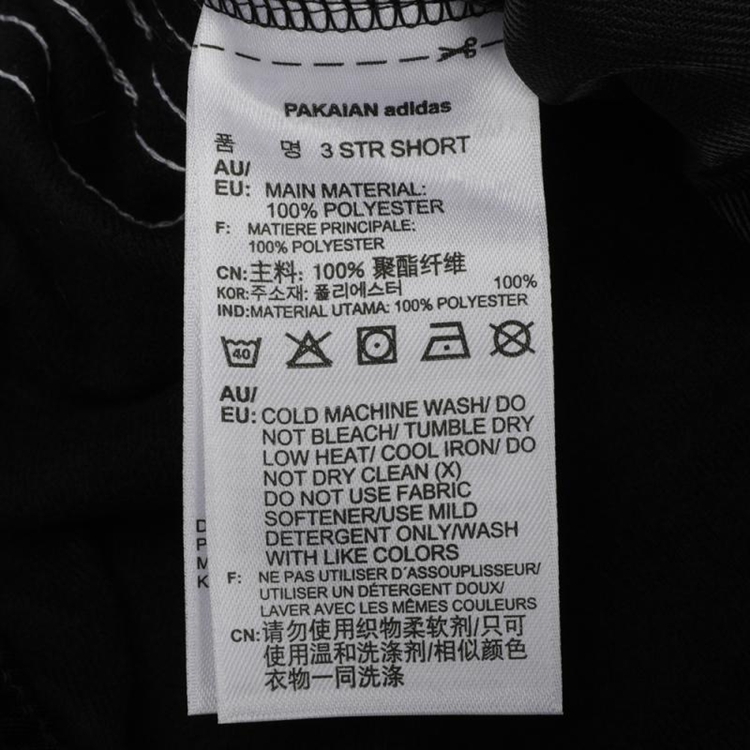 PAKAIAN adidas
품 명 3 STR SHORT
AU/
EU: MAIN MATERIAL:
100% POLYESTER
F: MATIERE PRINCIPALE:
100% POLYESTER
CN:主料: 100% 聚酯纤维
KOR:주소재: 폴리에스터 100%
IND:MATERIAL UTAMA: 100% POLYESTER
40
AU/
EU: COLD MACHINE WASH/ DO
NOT BLEACH/ TUMBLE DRY
LOW HEAT/ COOL IRON/ DO
NOT DRY CLEAN (X)
DO NOT USE FABRIC
SOFTENER/USE MILD
DETERGENT ONLY/WASH
WITH LIKE COLORS
F: NE PAS UTILISER D'ASSOUPLISSEUR/
UTILISER UN DÉTERGENT DOUX/
LAVER AVEC LES MÊMES COULEURS
CN:请勿使用织物柔软剂/只可
使用温和洗涤剂/相似颜色
衣物一同洗涤